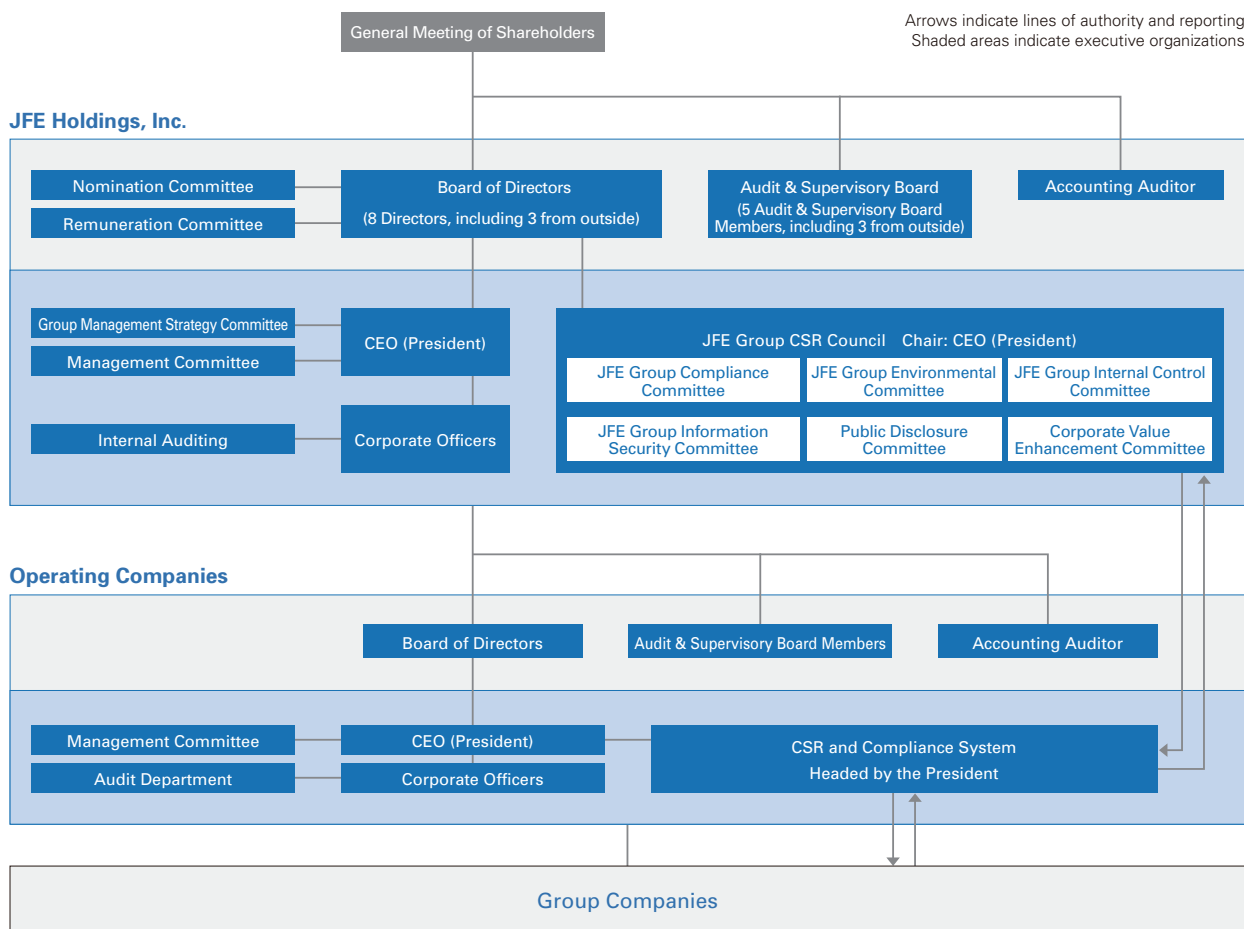 General Meeting of Shareholders
Arrows indicate lines of authority and reporting
Shaded areas indicate executive organizations
JFE Holdings, Inc.
Nomination Committee
Remuneration Committee
Board of Directors
(8 Directors, including 3 from outside)
Audit & Supervisory Board
(5 Audit & Supervisory Board
Members, including 3 from outside)
Accounting Auditor
Group Management Strategy Committee
Management Committee
CEO (President)
Internal Auditing
Corporate Officers
JFE Group CSR Council Chair: CEO (President)
JFE Group Compliance
Committee
JFE Group Environmental
Committee
JFE Group Internal Control
Committee
JFE Group Information
Security Committee
Public Disclosure
Committee
Corporate Value
Enhancement Committee
Operating Companies
Board of Directors
Audit & Supervisory Board Members
Accounting Auditor
Management Committee
CEO (President)
Audit Department
Corporate Officers
CSR and Compliance System
Headed by the President
Group Companies